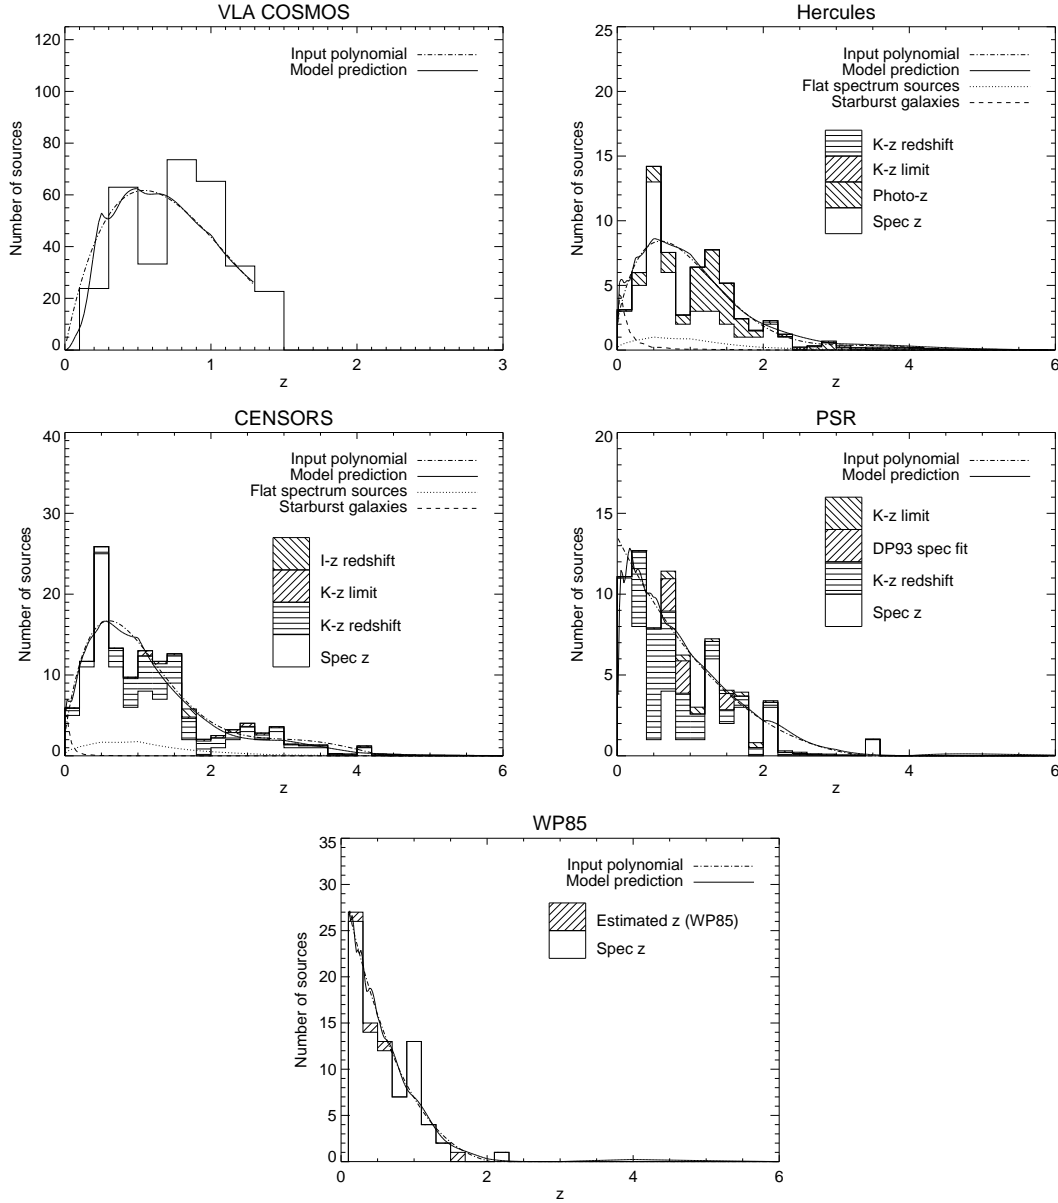 VLA COSMOS
120
100
80
60
40
20
0
0
1
2
3
Number of sources
z
Input polynomial
Model prediction
Hercules
25
20
15
10
5
0
0
2
4
6
Number of sources
z
Input polynomial
Model prediction
Flat spectrum sources
Starburst galaxies
K-z redshift
K-z limit
Photo-z
Spec z
CENSORS
40
30
20
10
0
0
2
4
6
Number of sources
z
Input polynomial
Model prediction
Flat spectrum sources
Starburst galaxies
I-z redshift
K-z limit
K-z redshift
Spec z
PSR
20
15
10
5
0
0
2
4
6
Number of sources
z
Input polynomial
Model prediction
K-z limit
DP93 spec fit
K-z redshift
Spec z
WP85
35
30
25
20
15
10
5
0
0
2
4
6
Number of sources
z
Input polynomial
Model prediction
Estimated z (WP85)
Spec z